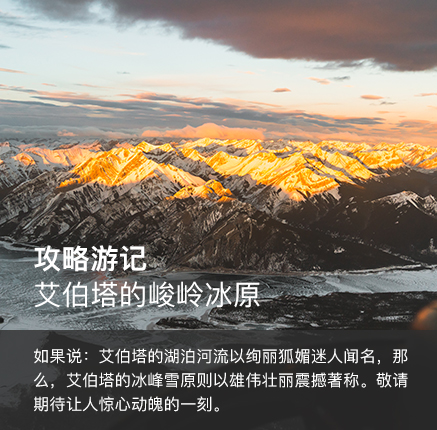 攻略游记
艾伯塔的峻岭冰原
如果说：艾伯塔的湖泊河流以绚丽狐媚迷人闻名，那
么，艾伯塔的冰峰雪原则以雄伟壮丽震撼著称。敬请
期待让人惊心动魄的一刻。